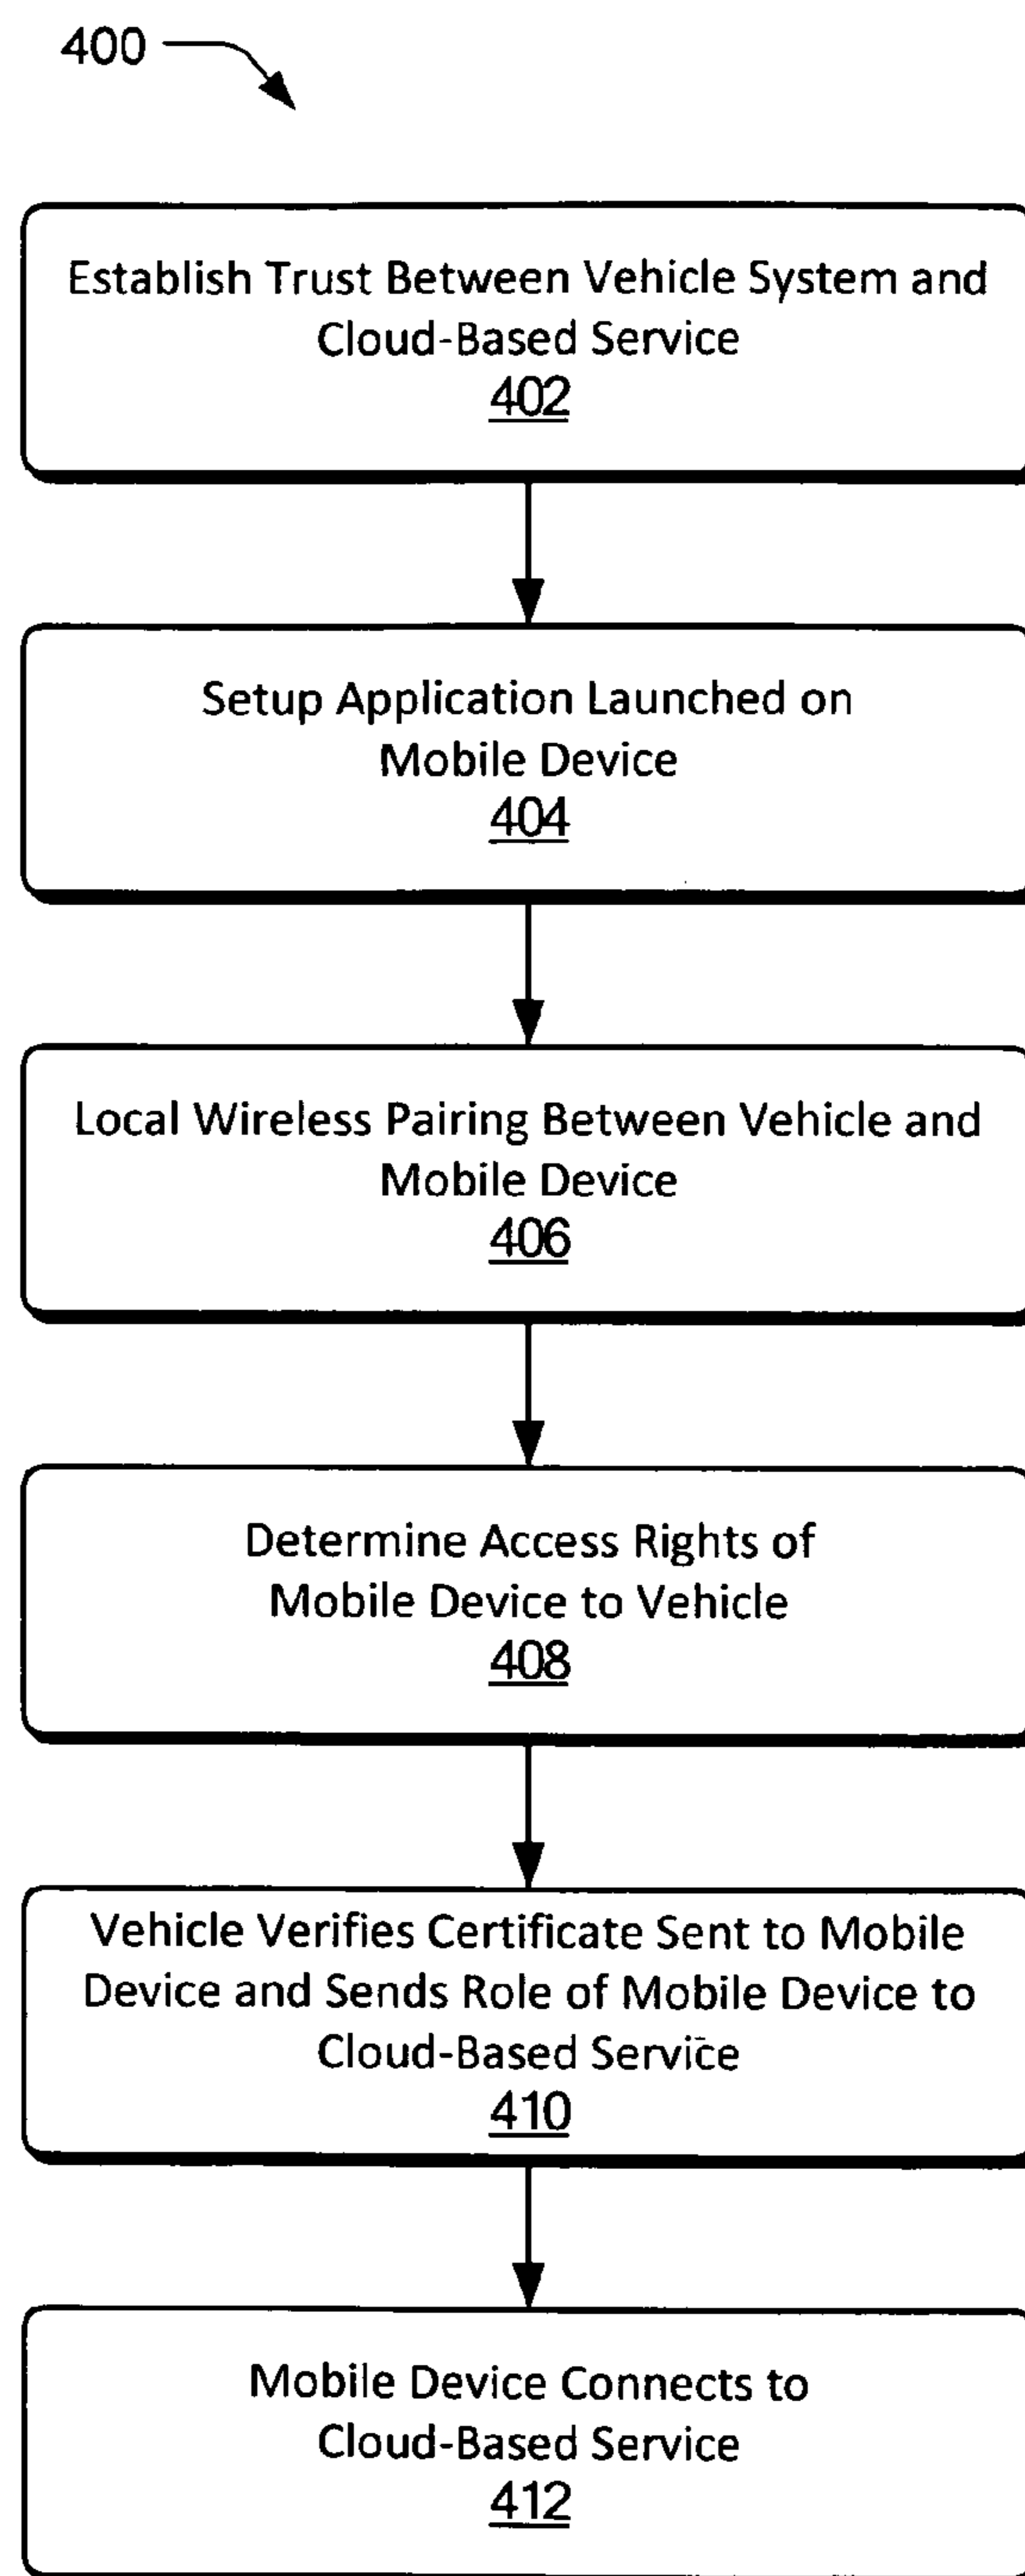 400
Establish Trust Between Vehicle System and
Cloud-Based Service
402
Setup Application Launched on
Mobile Device
404
Local Wireless Pairing Between Vehicle and
Mobile Device
406
Determine Access Rights of
Mobile Device to Vehicle
408
Vehicle Verifies Certificate Sent to Mobile
Device and Sends Role of Mobile Device to
Cloud-Based Service
410
Mobile Device Connects to
Cloud-Based Service
412